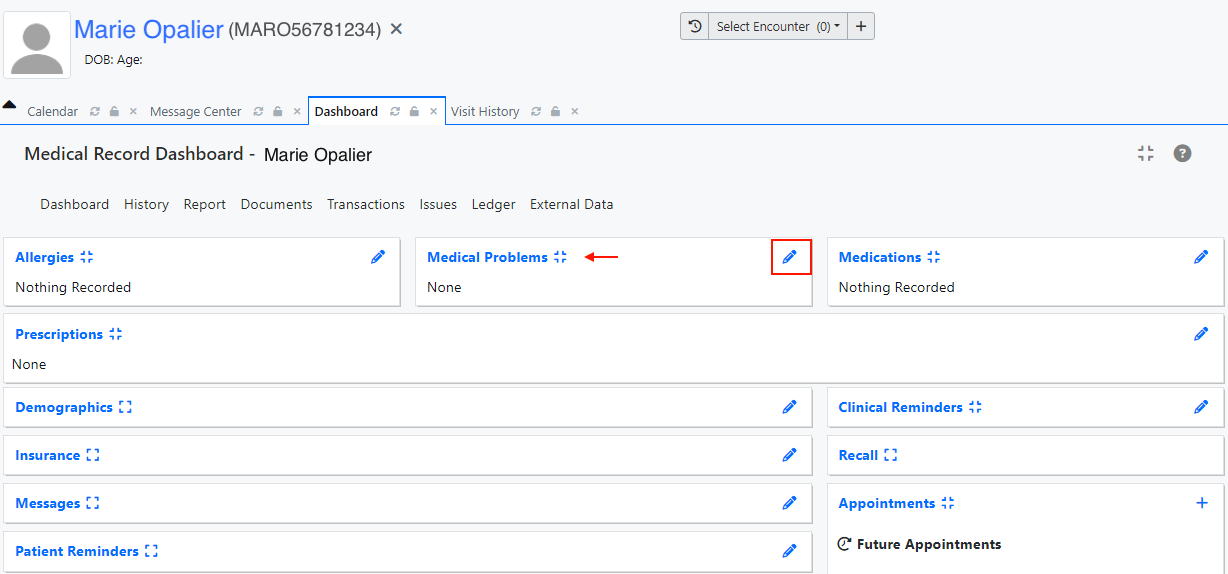 Marie Opalier (MARO56781234) ×
Select Encounter (0) +
DOB: Age:
Calendar × Message Center × Dashboard × Visit History ×
Medical Record Dashboard - Marie Opalier ?
Dashboard History Report Documents Transactions Issues Ledger External Data
Allergies
Nothing Recorded
Medical Problems
None
Medications
Nothing Recorded
Prescriptions
None
Demographics
Clinical Reminders
Insurance
Recall
Messages
Appointments +
Patient Reminders
Future Appointments